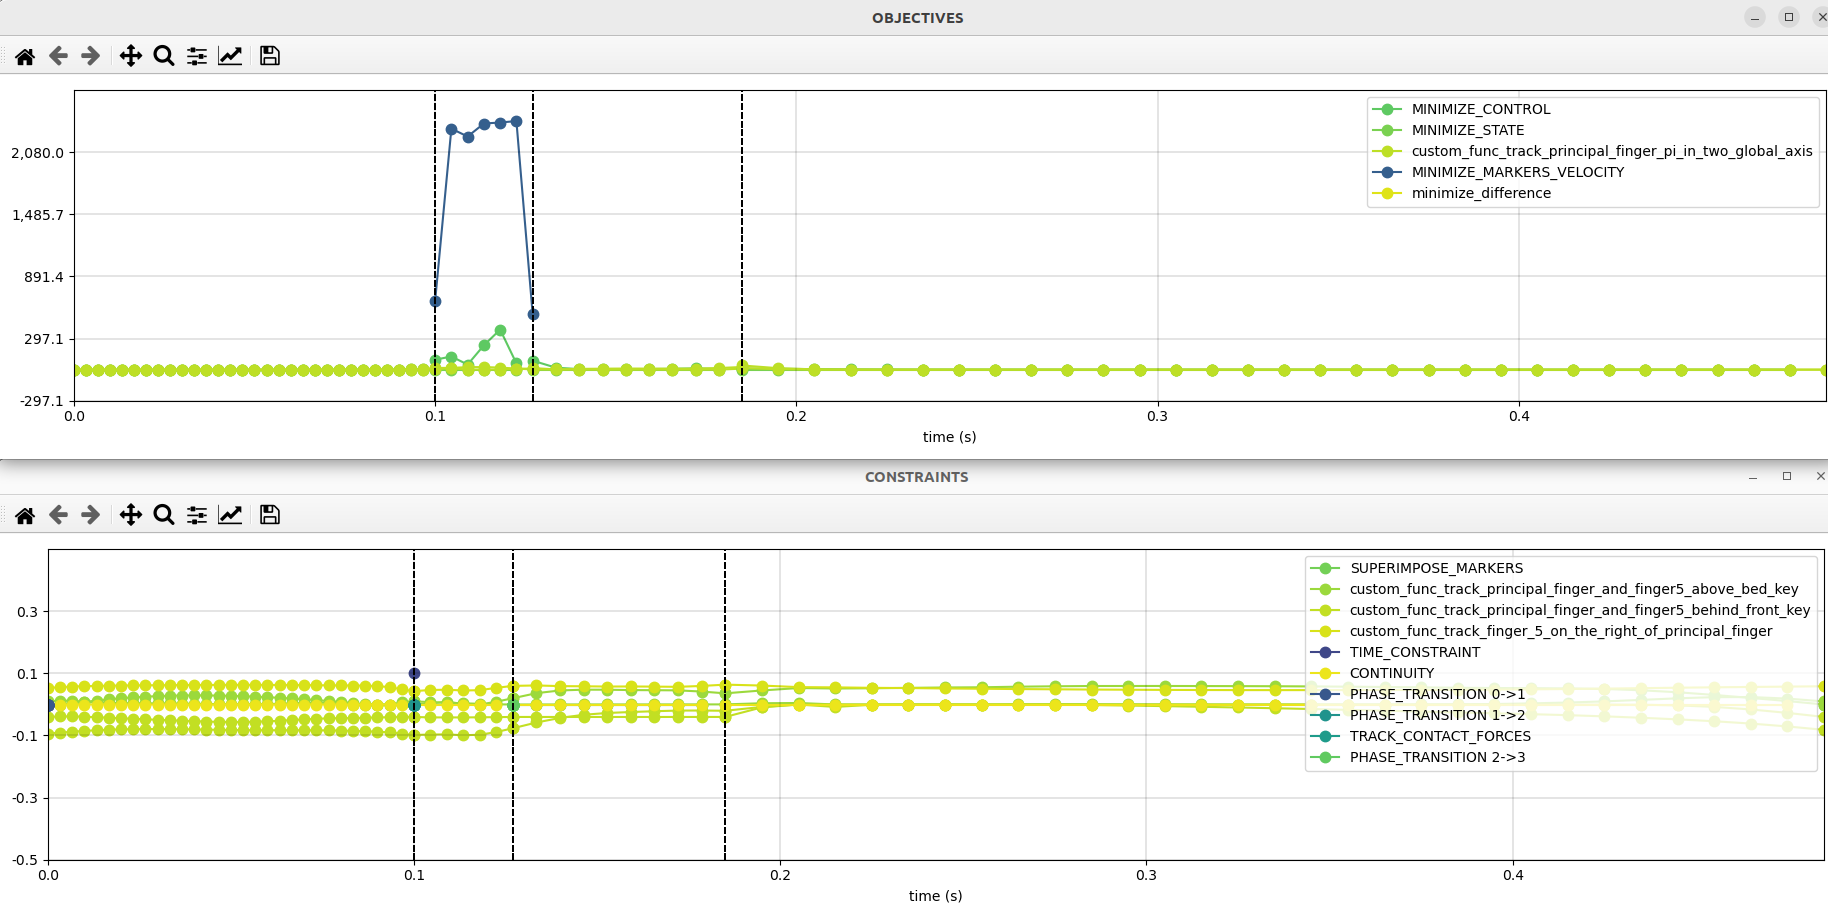 OBJECTIVES
2,080.0
1,485.7
891.4
297.1
-297.1
0.0 0.1 0.2 0.3 0.4
time (s)
MINIMIZE_CONTROL
MINIMIZE_STATE
custom_func_track_principal_finger_pi_in_two_global_axis
MINIMIZE_MARKERS_VELOCITY
minimize_difference
CONSTRAINTS
0.3
0.1
-0.1
-0.3
-0.5
0.0 0.1 0.2 0.3 0.4
time (s)
SUPERIMPOSE_MARKERS
custom_func_track_principal_finger_and_finger5_above_bed_key
custom_func_track_principal_finger_and_finger5_behind_front_key
custom_func_track_finger_5_on_the_right_of_principal_finger
TIME_CONSTRAINT
CONTINUITY
PHASE_TRANSITION 0->1
PHASE_TRANSITION 1->2
TRACK_CONTACT_FORCES
PHASE_TRANSITION 2->3